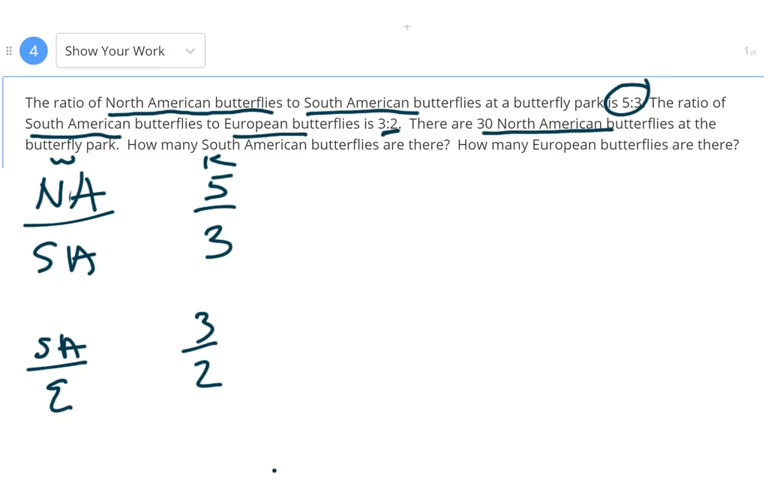 4 Show Your Work
1 pt
The ratio of North American butterflies to South American butterflies at a butterfly park is 5:3. The ratio of
South American butterflies to European butterflies is 3:2. There are 30 North American butterflies at the
butterfly park. How many South American butterflies are there? How many European butterflies are there?
NA 5
SA 3
SA 3
E 2